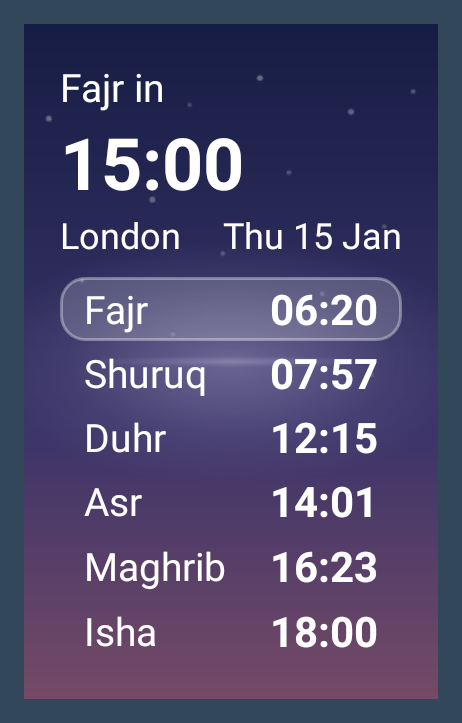 Fajr in
15:00
London Thu 15 Jan
Fajr 06:20
Shuruq 07:57
Duhr 12:15
Asr 14:01
Maghrib 16:23
Isha 18:00